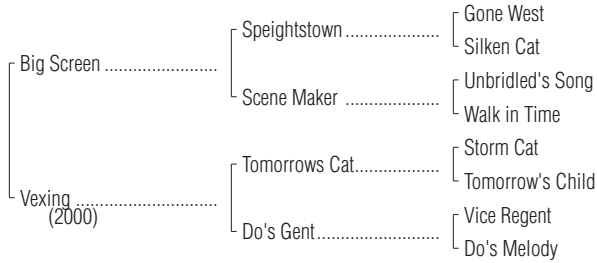 Gone West
Speightstown ....................
Silken Cat
Big Screen ........................
Unbridled's Song
Scene Maker ....................
Walk in Time
Storm Cat
Tomorrows Cat..................
Tomorrow's Child
Vexing ..............................
(2000)
Vice Regent
Do's Gent..........................
Do's Melody